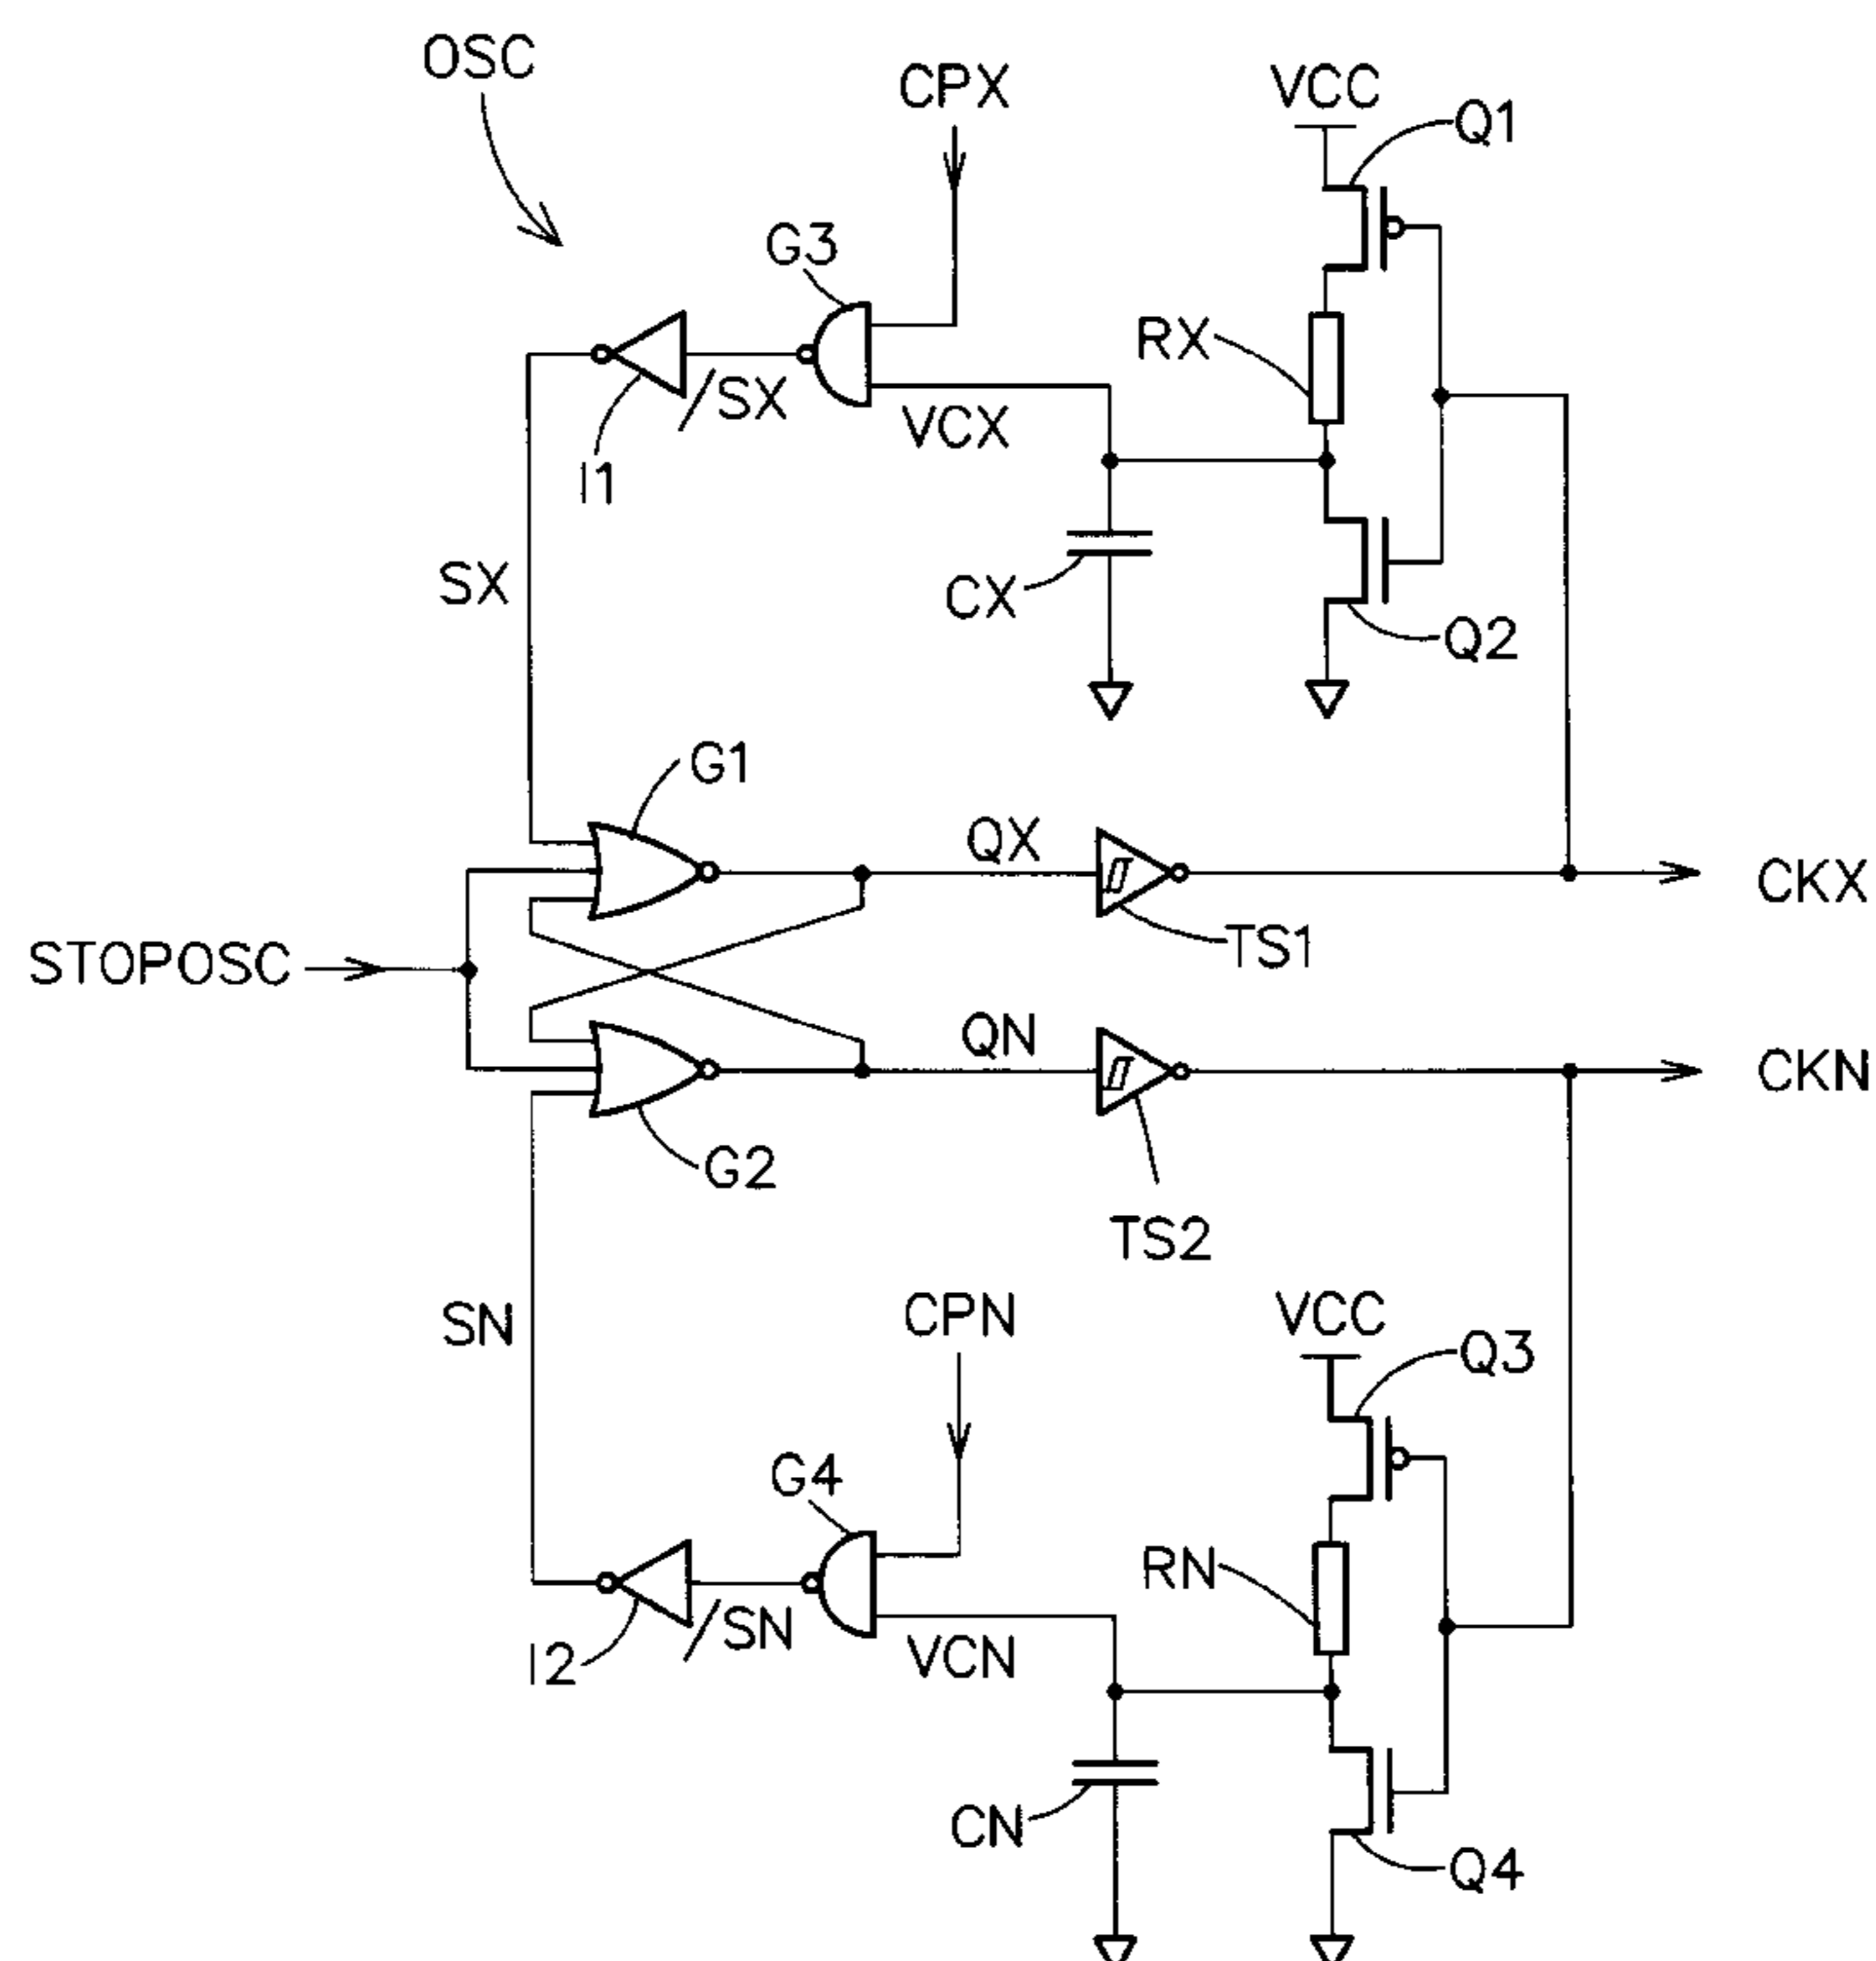 OSC
CPX
VCC
Q1
G3
RX
/SX
VCX
I1
SX
CX
Q2
G1
QX
CKX
TS1
STOPOSC
QN
CKN
G2
TS2
SN
CPN
VCC
Q3
G4
RN
/SN
VCN
I2
CN
Q4